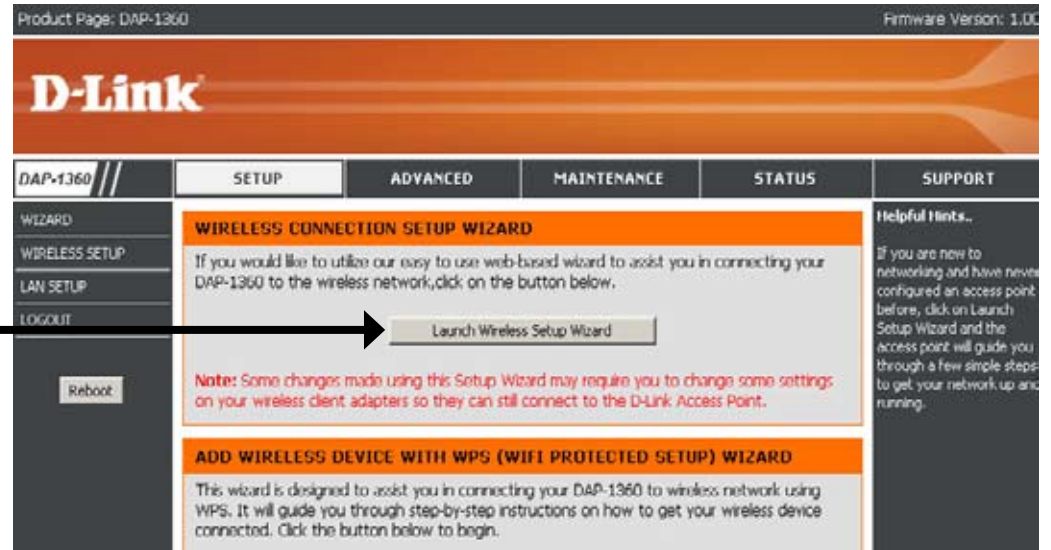 Product Page: DAP-1360
Firmware Version: 1.00
D-Link
DAP-1360
SETUP
ADVANCED
MAINTENANCE
STATUS
SUPPORT
WIZARD
WIRELESS SETUP
LAN SETUP
LOGOUT
Reboot
WIRELESS CONNECTION SETUP WIZARD
If you would like to utilize our easy to use web-based wizard to assist you in connecting your
DAP-1360 to the wireless network,click on the button below.
Launch Wireless Setup Wizard
Note: Some changes made using this Setup Wizard may require you to change some settings
on your wireless client adapters so they can still connect to the D-Link Access Point.
ADD WIRELESS DEVICE WITH WPS (WIFI PROTECTED SETUP) WIZARD
This wizard is designed to assist you in connecting your DAP-1360 to wireless network using
WPS. It will guide you through step-by-step instructions on how to get your wireless device
connected. Click the button below to begin.
Helpful Hints..
If you are new to
networking and have never
configured an access point
before, click on Launch
Setup Wizard and the
access point will guide you
through a few simple steps
to get your network up and
running.